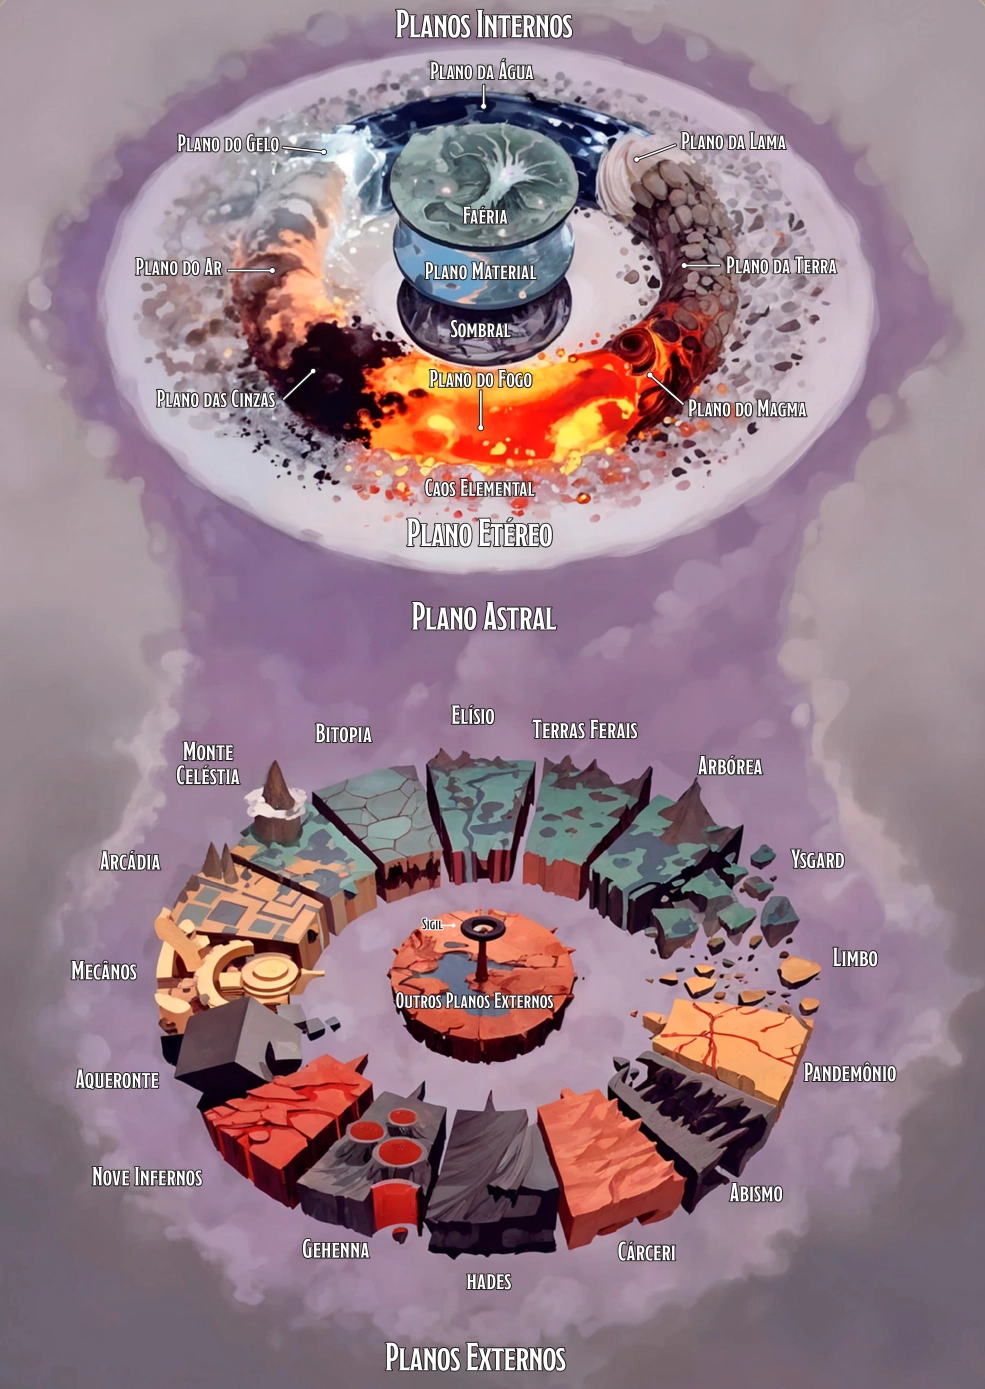 Planos Internos
Plano da Água
Plano do Gelo
Plano da Lama
Faéria
Plano do Ar
Plano Material
Plano da Terra
Sombral
Plano do Fogo
Plano das Cinzas
Plano do Magma
Caos Elemental
Plano Etéreo
Plano Astral
Elísio
Bitopia
Terras Ferais
Monte
Celéstia
Arbórea
Arcádia
Ysgard
Sigil
Mecânos
Limbo
Outros Planos Externos
Aqueronte
Pandemônio
Nove Infernos
Abismo
Gehenna
Cárceri
Hades
Planos Externos